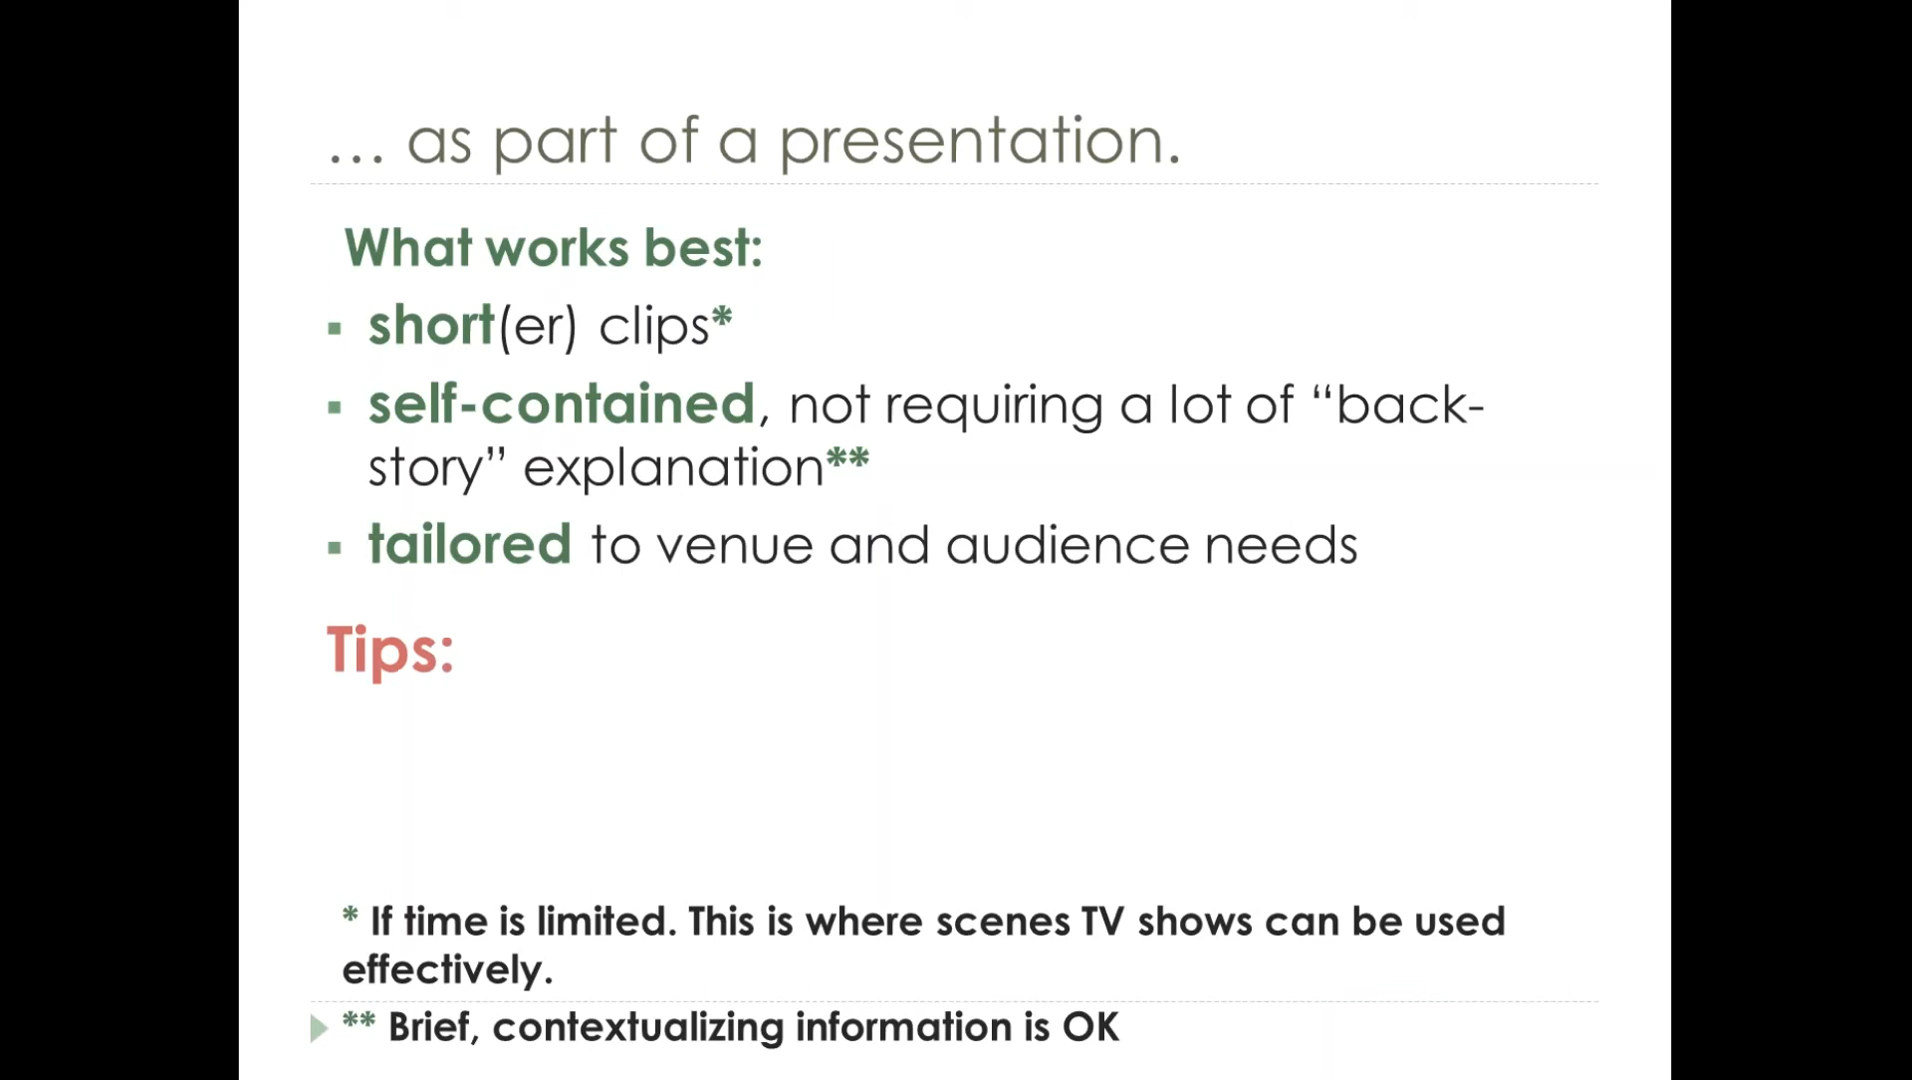 … as part of a presentation.
What works best:
▪ short(er) clips*
▪ self-contained, not requiring a lot of “back-
story” explanation**
▪ tailored to venue and audience needs
Tips:
* If time is limited. This is where scenes TV shows can be used
effectively.
** Brief, contextualizing information is OK